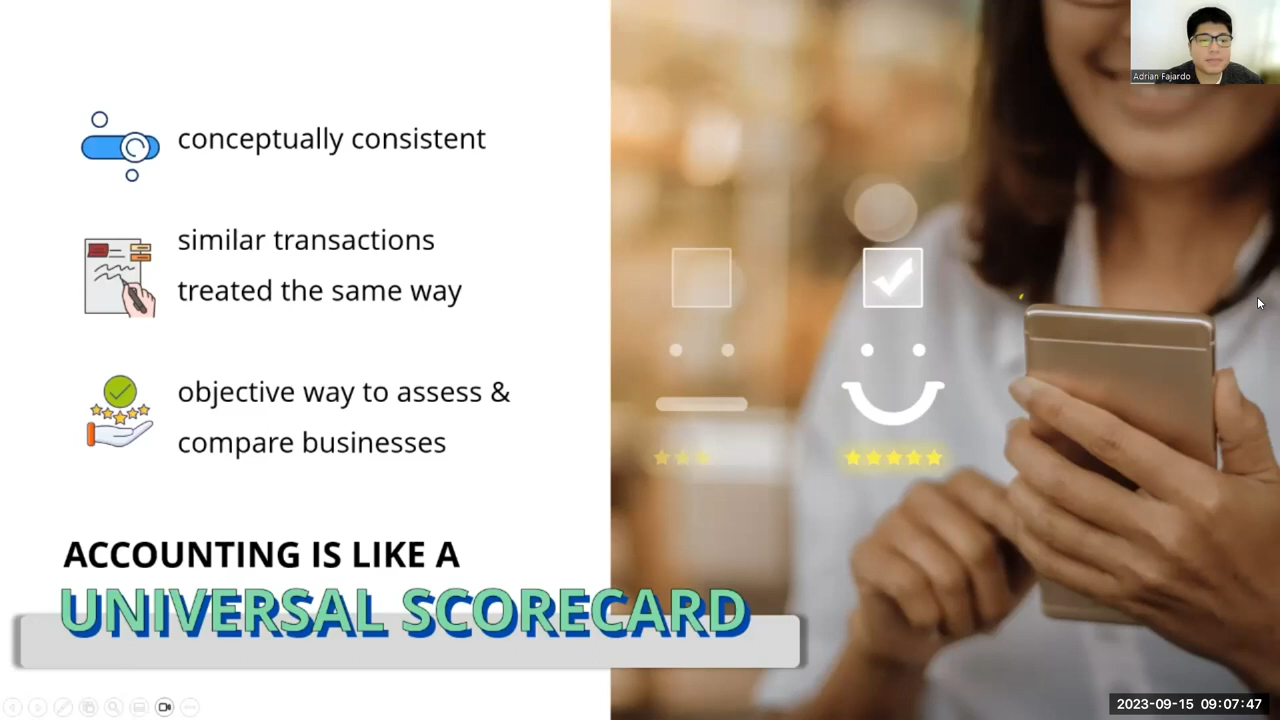 conceptually consistent
similar transactions
treated the same way
objective way to assess &
compare businesses
ACCOUNTING IS LIKE A
UNIVERSAL SCORECARD
Adrian Fajardo
2023-09-15 09:07:47